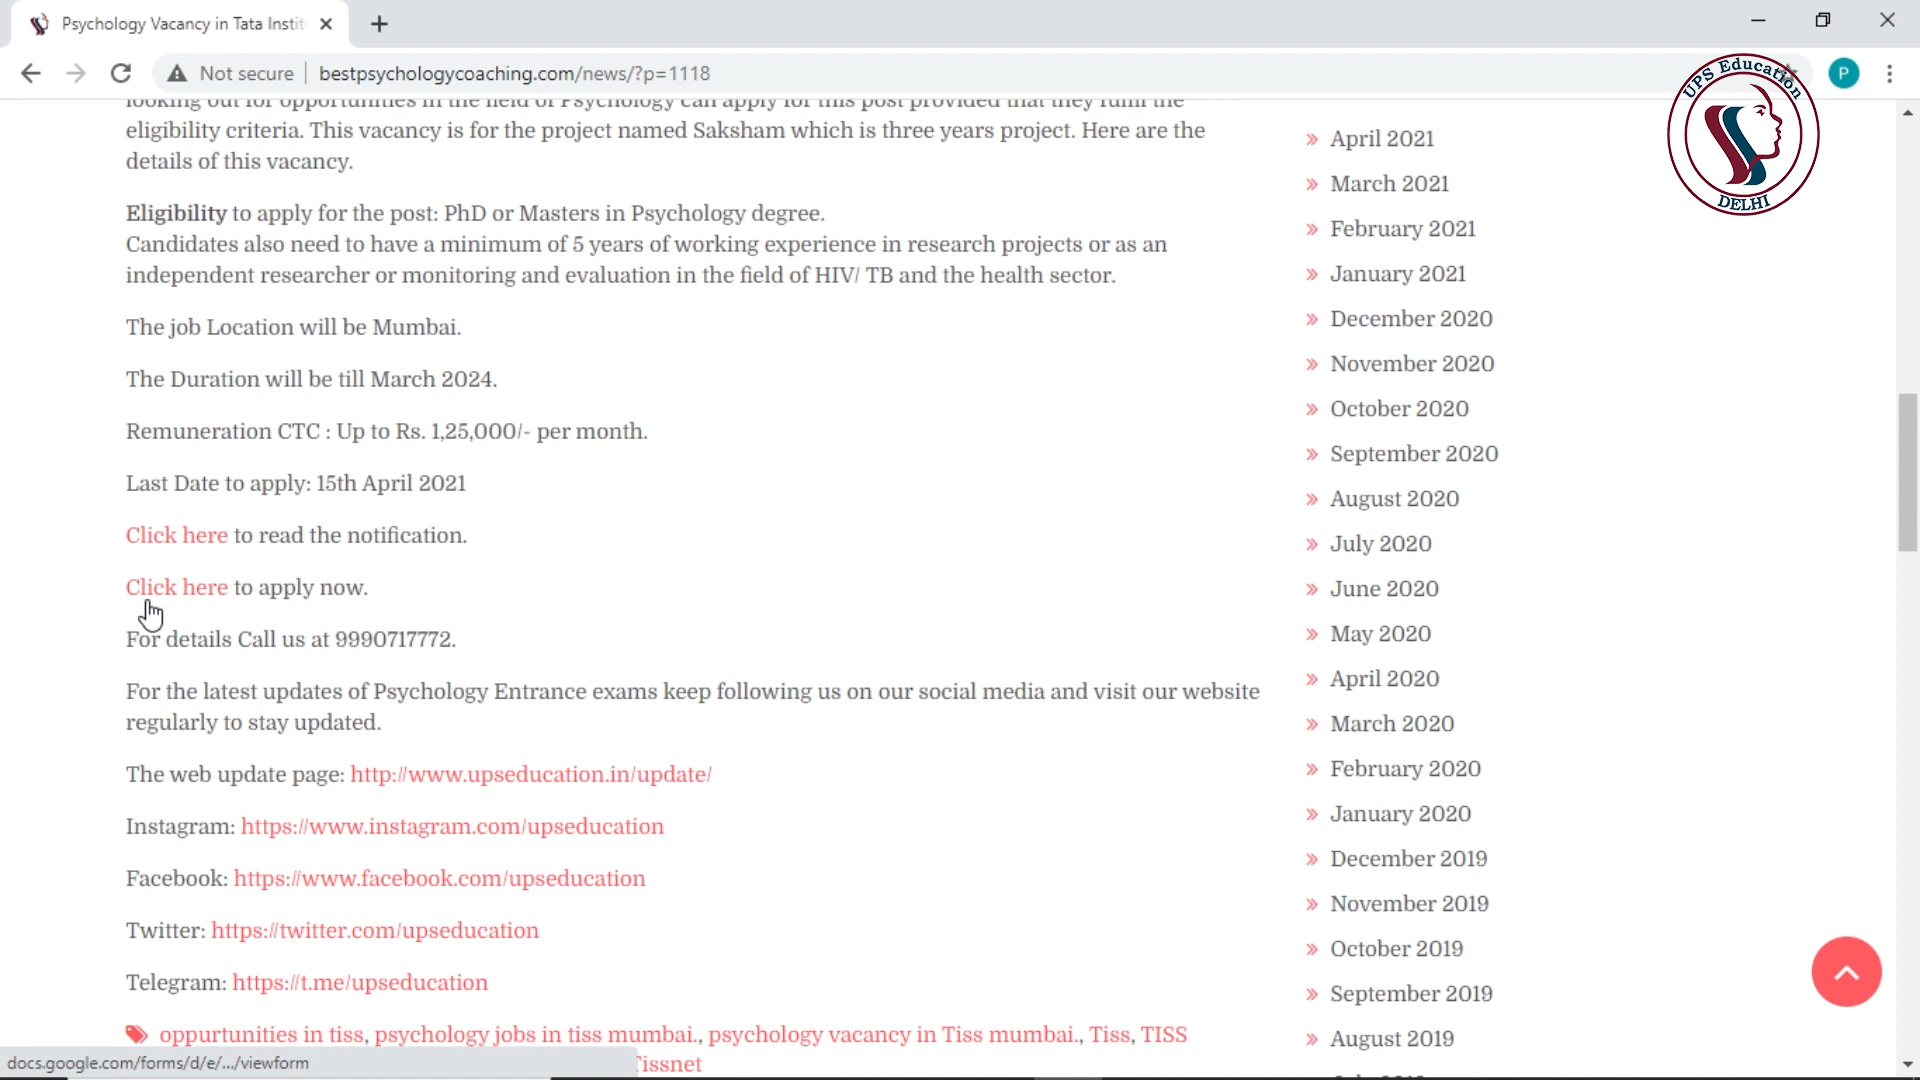 Psychology Vacancy in Tata Instit
Not secure
bestpsychologycoaching.com/news/?p=1118
P
UPS Education
DELHI
looking out for opportunities in the field of Psychology can apply for this post provided that they fulfil the
eligibility criteria. This vacancy is for the project named Saksham which is three years project. Here are the
details of this vacancy.
Eligibility to apply for the post: PhD or Masters in Psychology degree.
Candidates also need to have a minimum of 5 years of working experience in research projects or as an
independent researcher or monitoring and evaluation in the field of HIV/ TB and the health sector.
The job Location will be Mumbai.
The Duration will be till March 2024.
Remuneration CTC : Up to Rs. 1,25,000/- per month.
Last Date to apply: 15th April 2021
Click here to read the notification.
Click here to apply now.
For details Call us at 9990717772.
For the latest updates of Psychology Entrance exams keep following us on our social media and visit our website
regularly to stay updated.
The web update page: http://www.upseducation.in/update/
Instagram: https://www.instagram.com/upseducation
Facebook: https://www.facebook.com/upseducation
Twitter: https://twitter.com/upseducation
Telegram: https://t.me/upseducation
oppurtunities in tiss, psychology jobs in tiss mumbai., psychology vacancy in Tiss mumbai., Tiss, TISS
Tissnet
docs.google.com/forms/d/e/.../viewform
April 2021
March 2021
February 2021
January 2021
December 2020
November 2020
October 2020
September 2020
August 2020
July 2020
June 2020
May 2020
April 2020
March 2020
February 2020
January 2020
December 2019
November 2019
October 2019
September 2019
August 2019